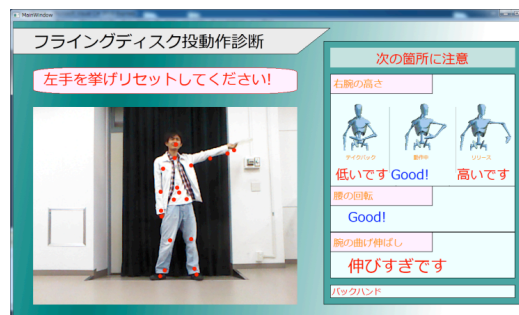 MainWindow
フライングディスク投動作診断
左手を挙げリセットしてください!
次の箇所に注意
右腕の高さ
テイクバック 動作中 リリース
低いです Good! 高いです
腰の回転
Good!
腕の曲げ伸ばし
伸びすぎです
バックハンド